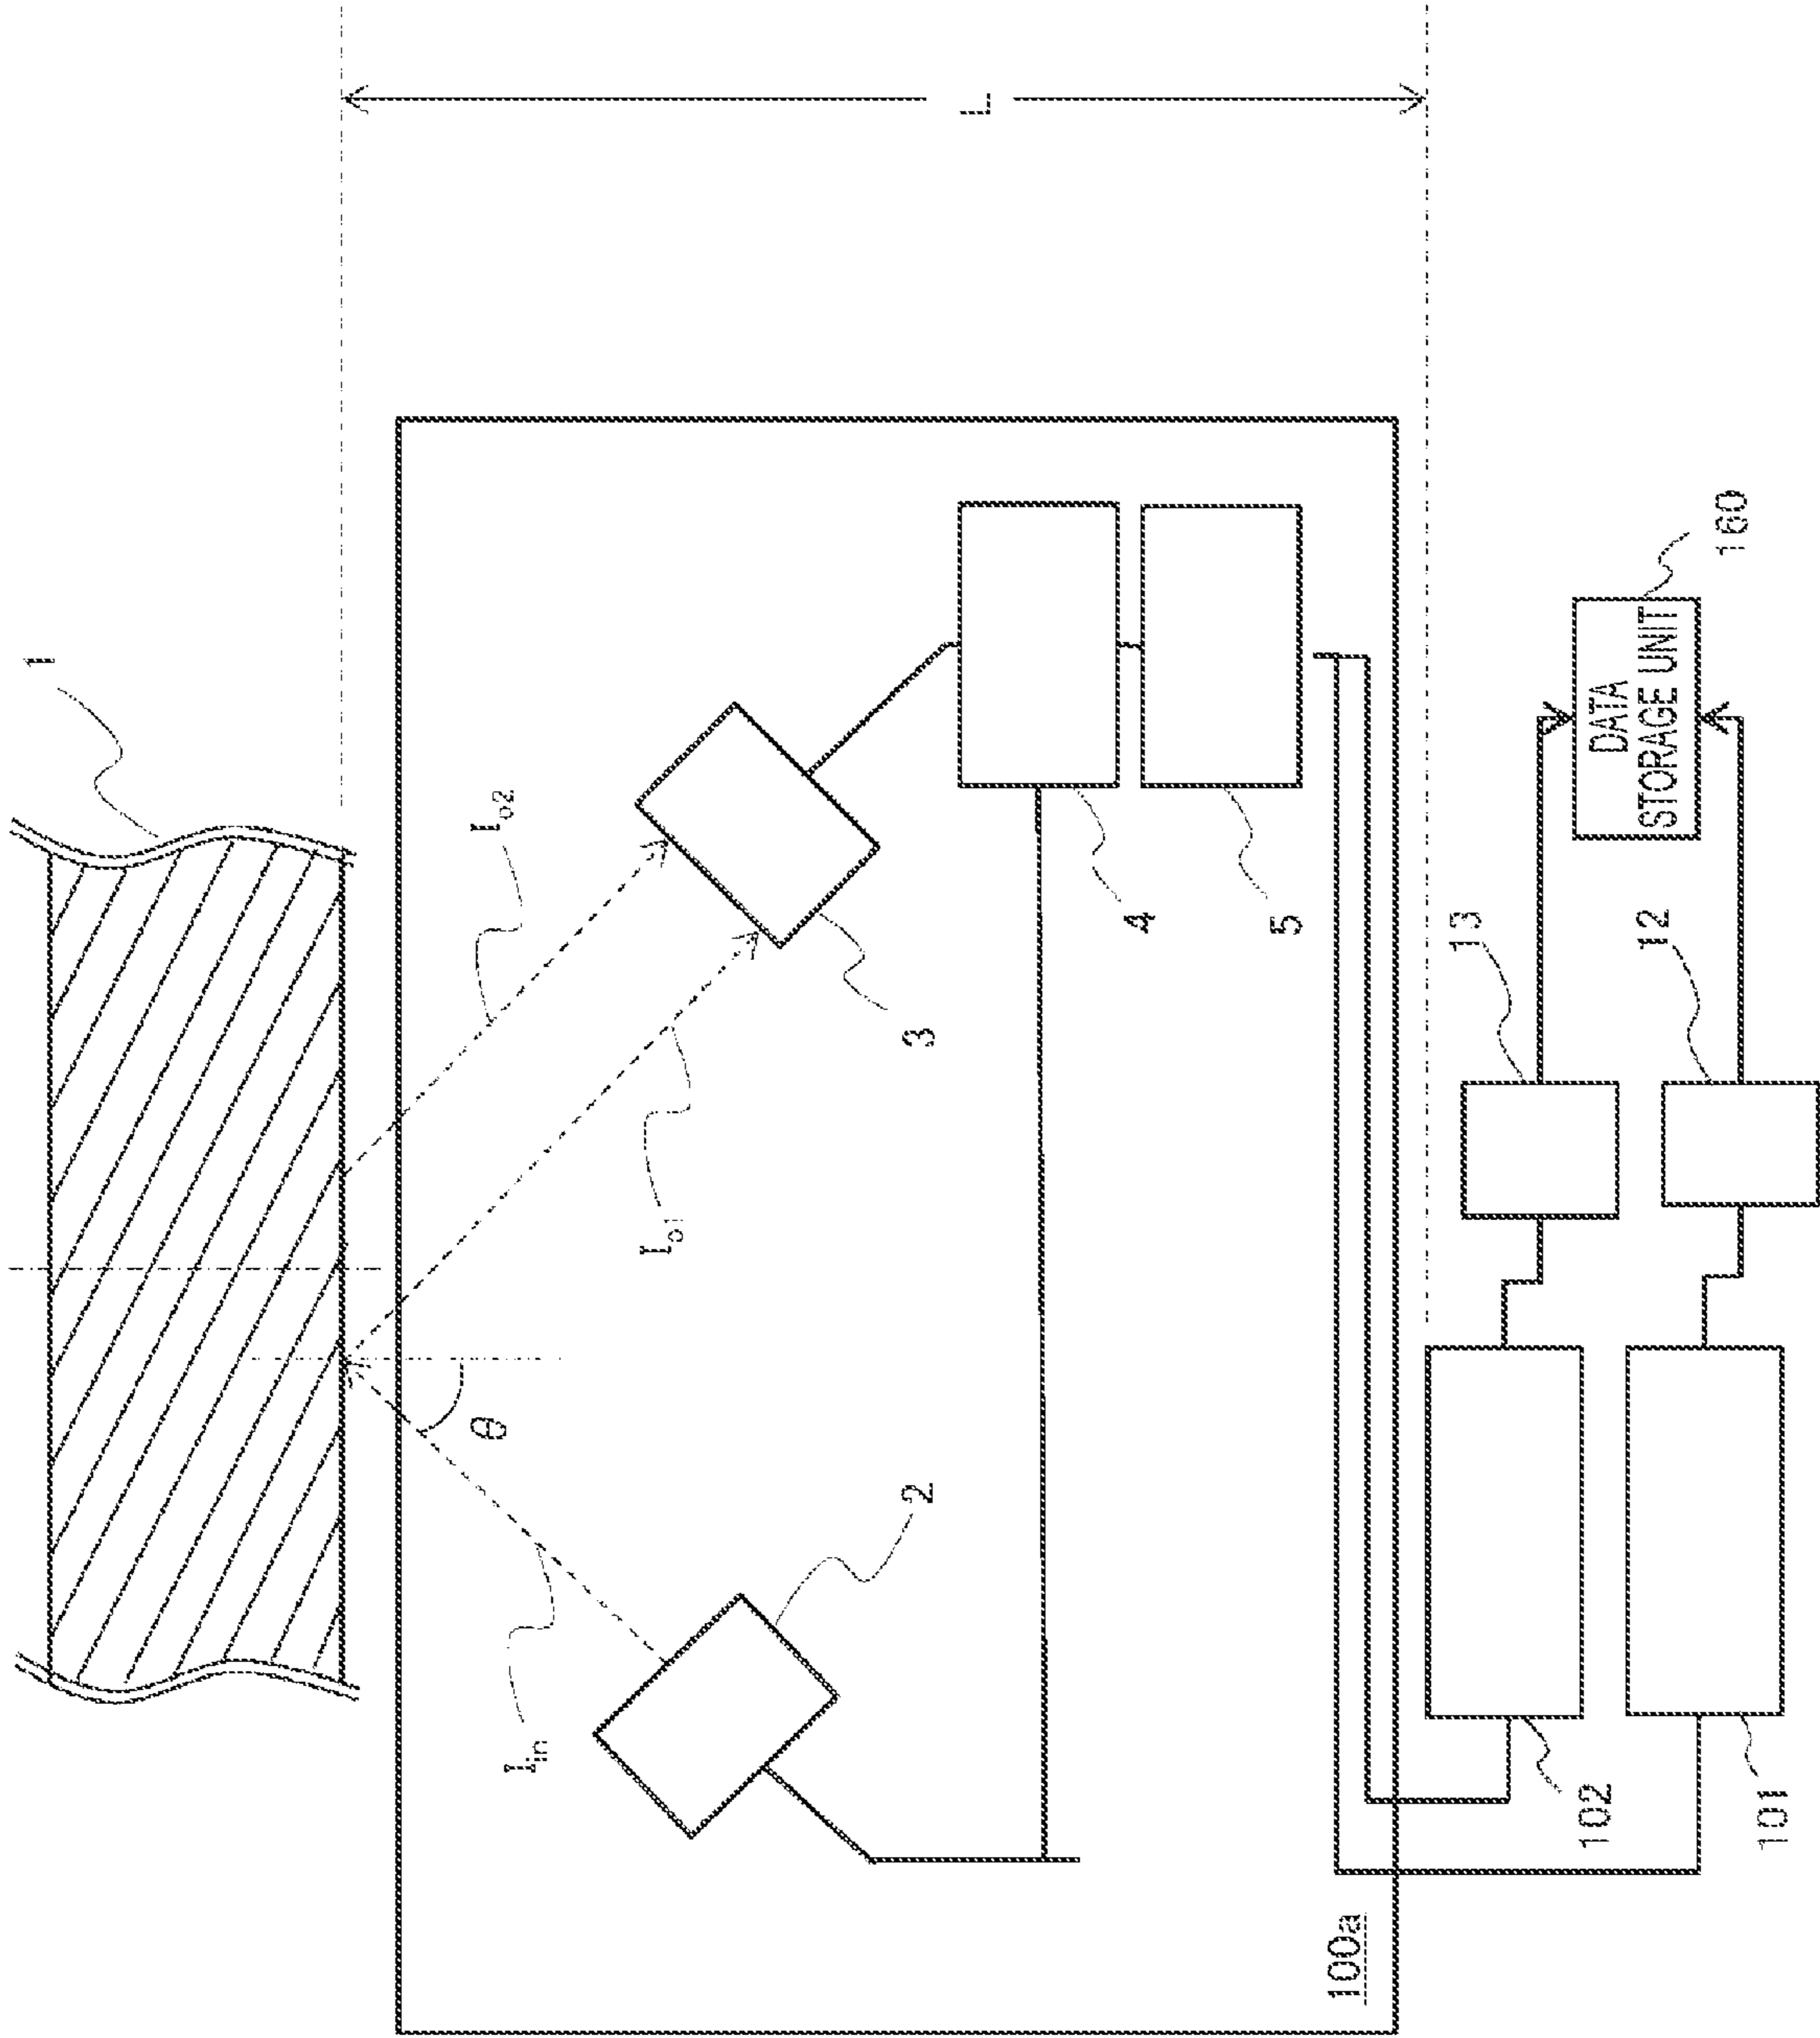 1
I_in
θ
I_o2
I_o1
2
3
L
4
5
100a
13
102
DATA
STORAGE UNIT
12
160
101